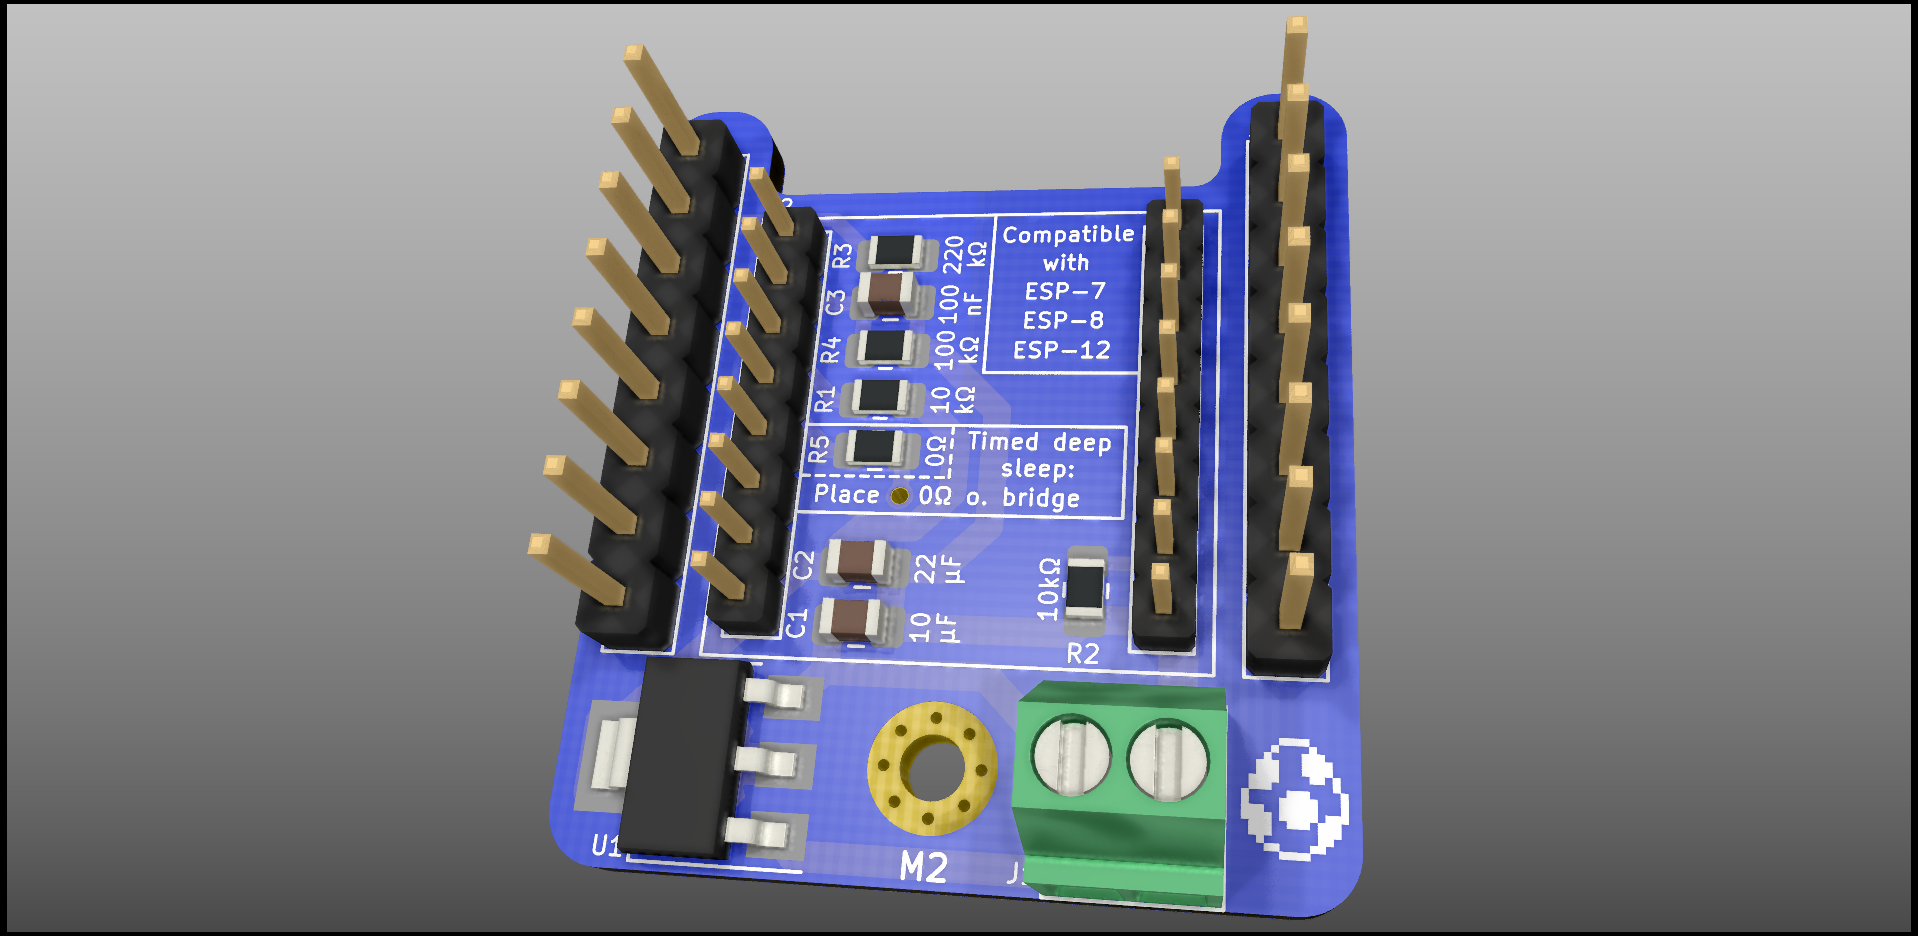 R3
220
kΩ
C3
100
nF
R4
100
kΩ
R1
10
kΩ
Compatible
with
ESP-7
ESP-8
ESP-12
R5
0Ω
Timed deep
sleep:
Place 0Ω o. bridge
C2
22
µF
C1
10
µF
10kΩ
R2
U1
M2